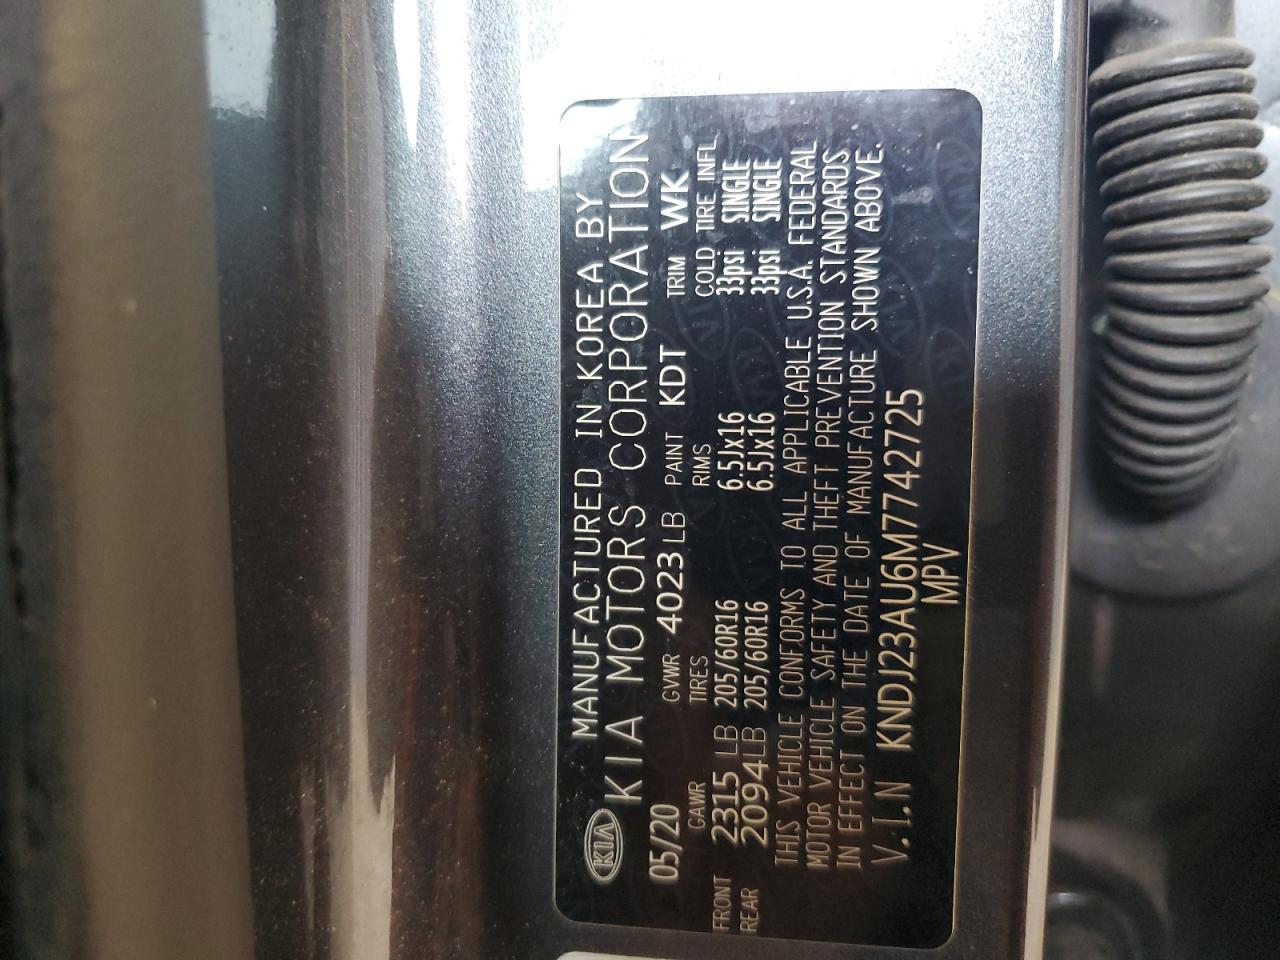 KIA
MANUFACTURED IN KOREA BY
KIA MOTORS CORPORATION
05/20 GVWR 4023LB PAINT KDT TRIM WK
GAWR TIRES RIMS COLD TIRE INFL.
FRONT 2315 LB 205/60R16 6.5Jx16 33psi SINGLE
REAR 2094LB 205/60R16 6.5Jx16 33psi SINGLE
THIS VEHICLE CONFORMS TO ALL APPLICABLE U.S.A. FEDERAL
MOTOR VEHICLE SAFETY AND THEFT PREVENTION STANDARDS
IN EFFECT ON THE DATE OF MANUFACTURE SHOWN ABOVE.
V.I.N KNDJ23AU6M7742725
MPV